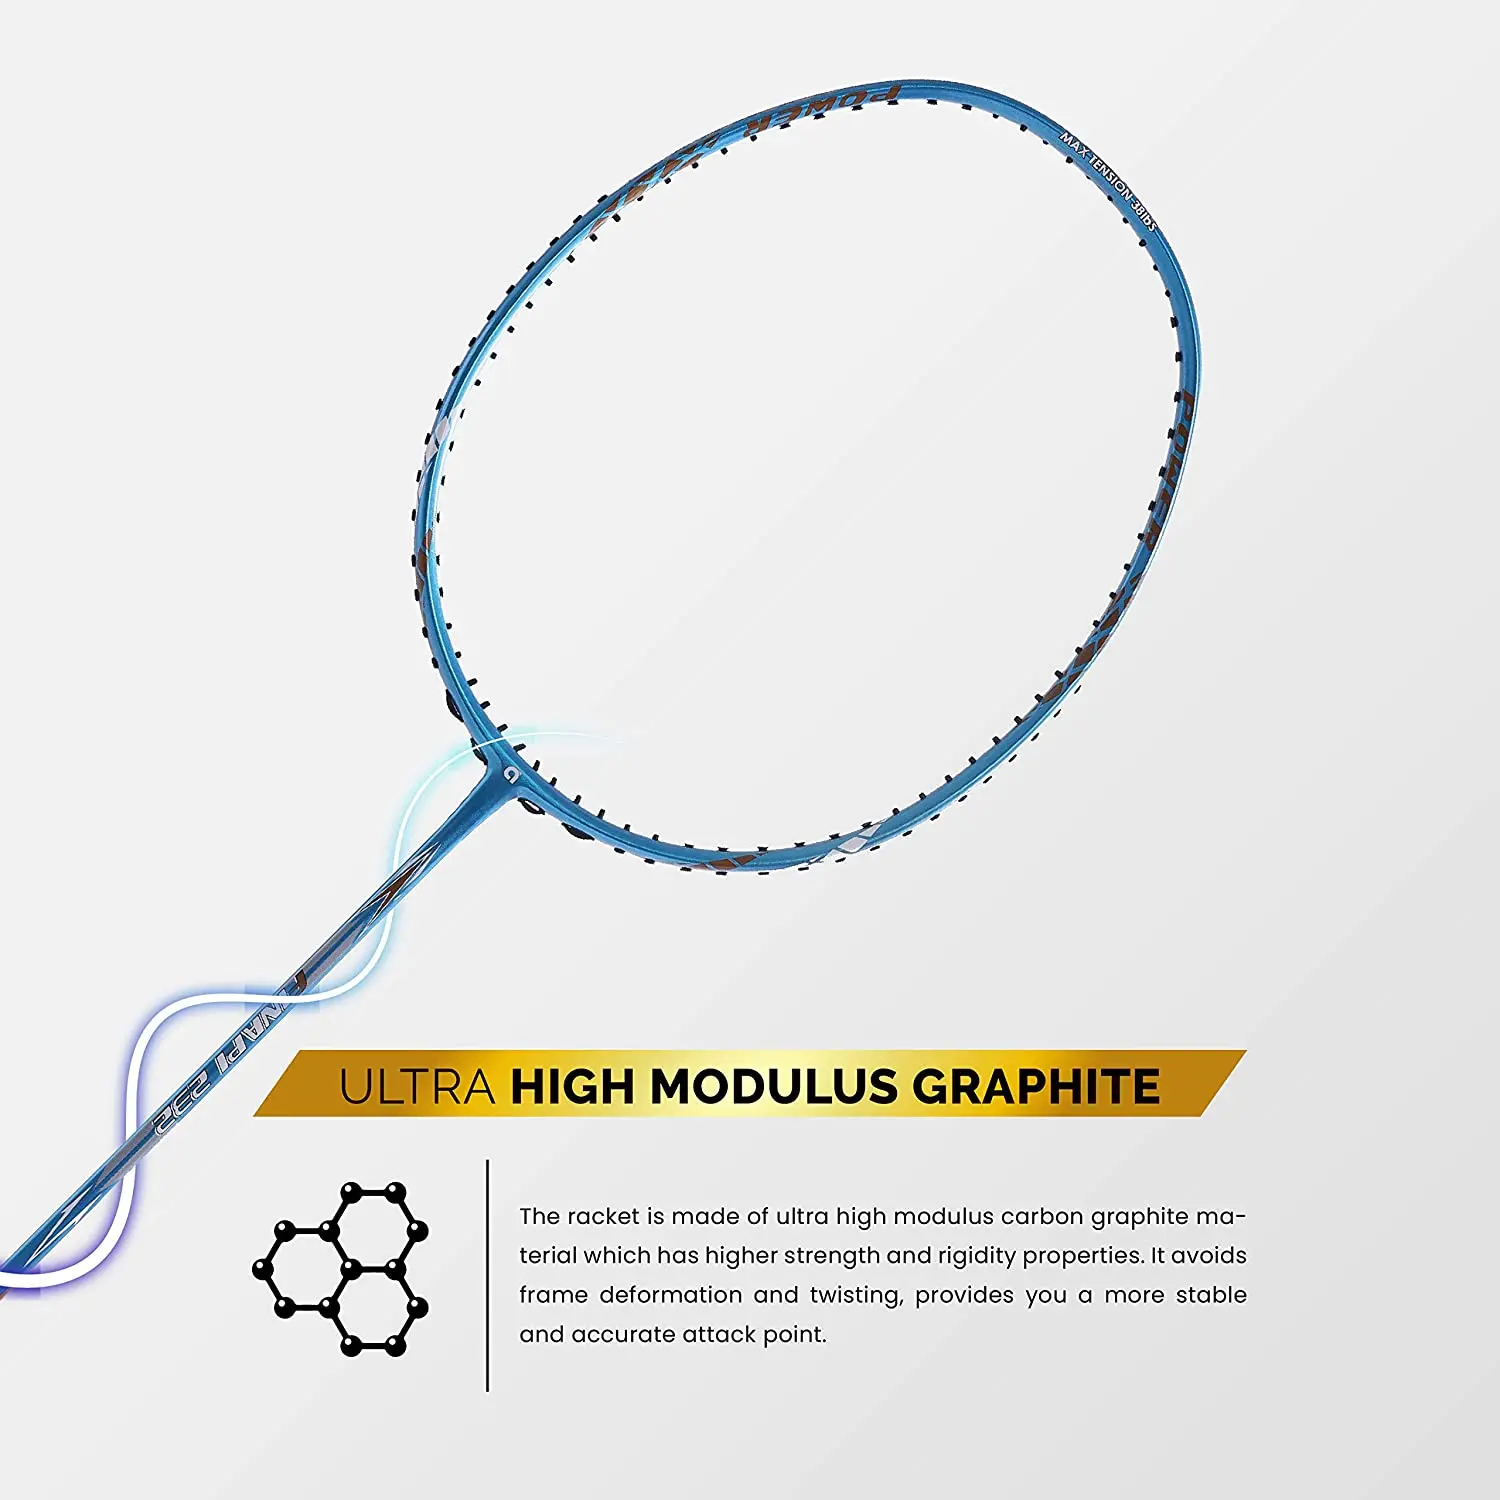 POWER
MAX-TENSION-38lbS
POWER
ULTRA HIGH MODULUS GRAPHITE
The racket is made of ultra high modulus carbon graphite ma-
terial which has higher strength and rigidity properties. It avoids
frame deformation and twisting, provides you a more stable
and accurate attack point.